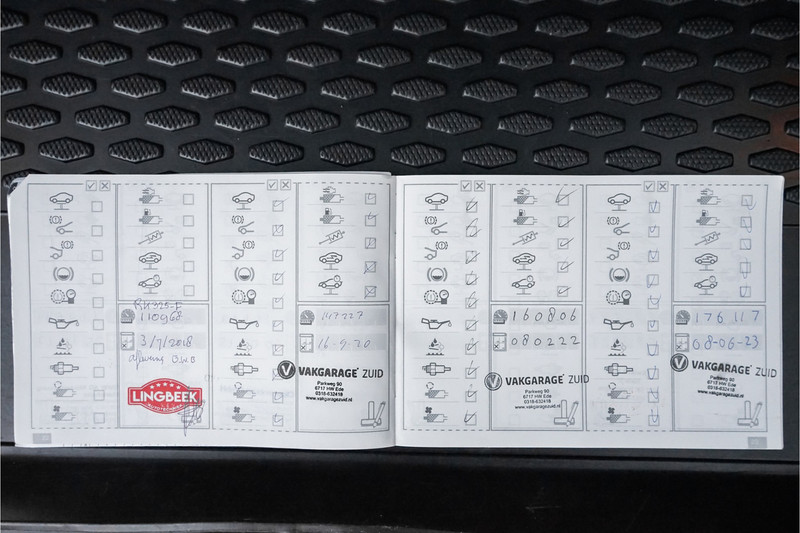 110968
3/7/2018
LINGBEEK
147227
16-9-20
VAKGARAGE ZUID
Parkweg 90
6717 HW Ede
0318-632418
www.vakgaragezuid.nl
160806
080222
VAKGARAGE ZUID
Parkweg 90
6717 HW Ede
0318-632418
www.vakgaragezuid.nl
176117
08-06-23
VAKGARAGE ZUID
Parkweg 90
6717 HW Ede
0318-632418
www.vakgaragezuid.nl